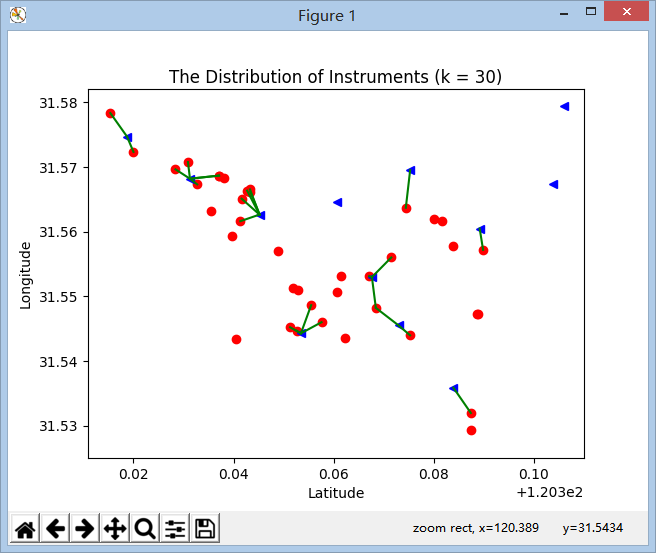 Figure 1
The Distribution of Instruments (k = 30)
31.58
31.57
31.56
31.55
31.54
31.53
Longitude
0.02 0.04 0.06 0.08 0.10
Latitude
+1.203e2
zoom rect, x=120.389 y=31.5434